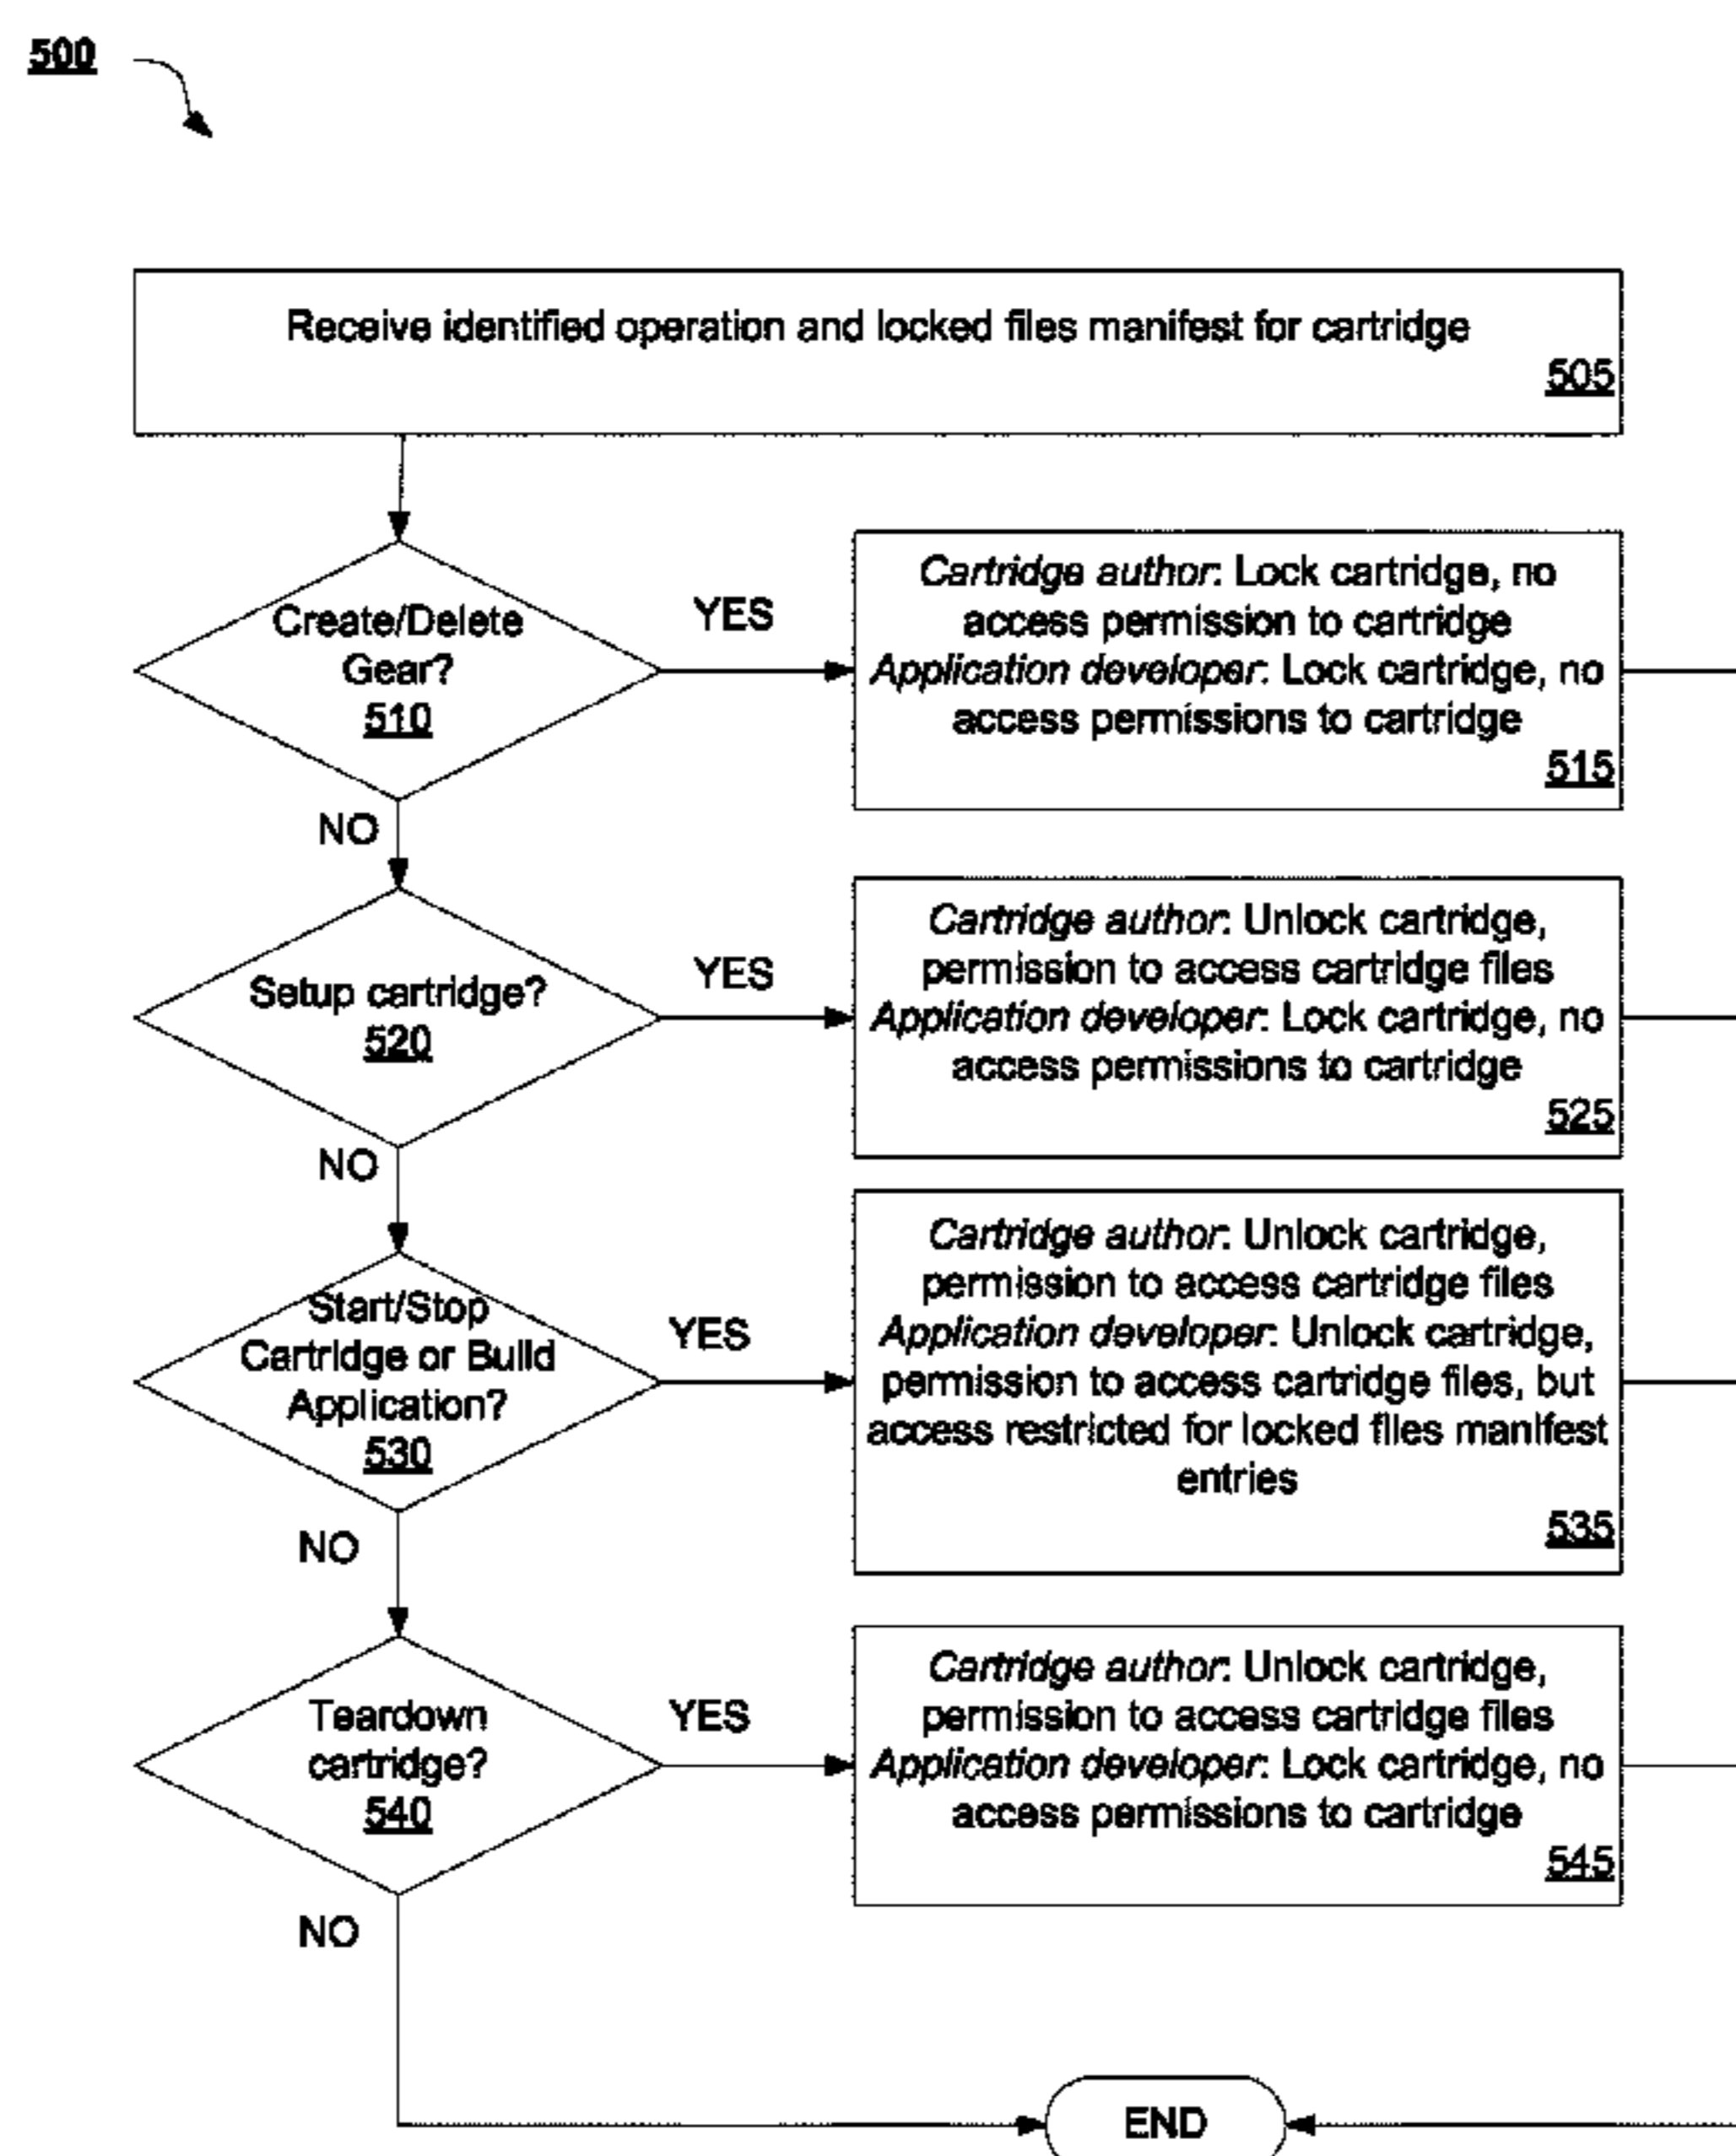 500
Receive identified operation and locked files manifest for cartridge
505
Create/Delete
Gear?
510
YES
Cartridge author: Lock cartridge, no
access permission to cartridge
Application developer: Lock cartridge, no
access permissions to cartridge
515
NO
Setup cartridge?
520
YES
Cartridge author: Unlock cartridge,
permission to access cartridge files
Application developer: Lock cartridge, no
access permissions to cartridge
525
NO
Start/Stop
Cartridge or Build
Application?
530
YES
Cartridge author: Unlock cartridge,
permission to access cartridge files
Application developer: Unlock cartridge,
permission to access cartridge files, but
access restricted for locked files manifest
entries
535
NO
Teardown
cartridge?
540
YES
Cartridge author: Unlock cartridge,
permission to access cartridge files
Application developer: Lock cartridge, no
access permissions to cartridge
545
NO
END